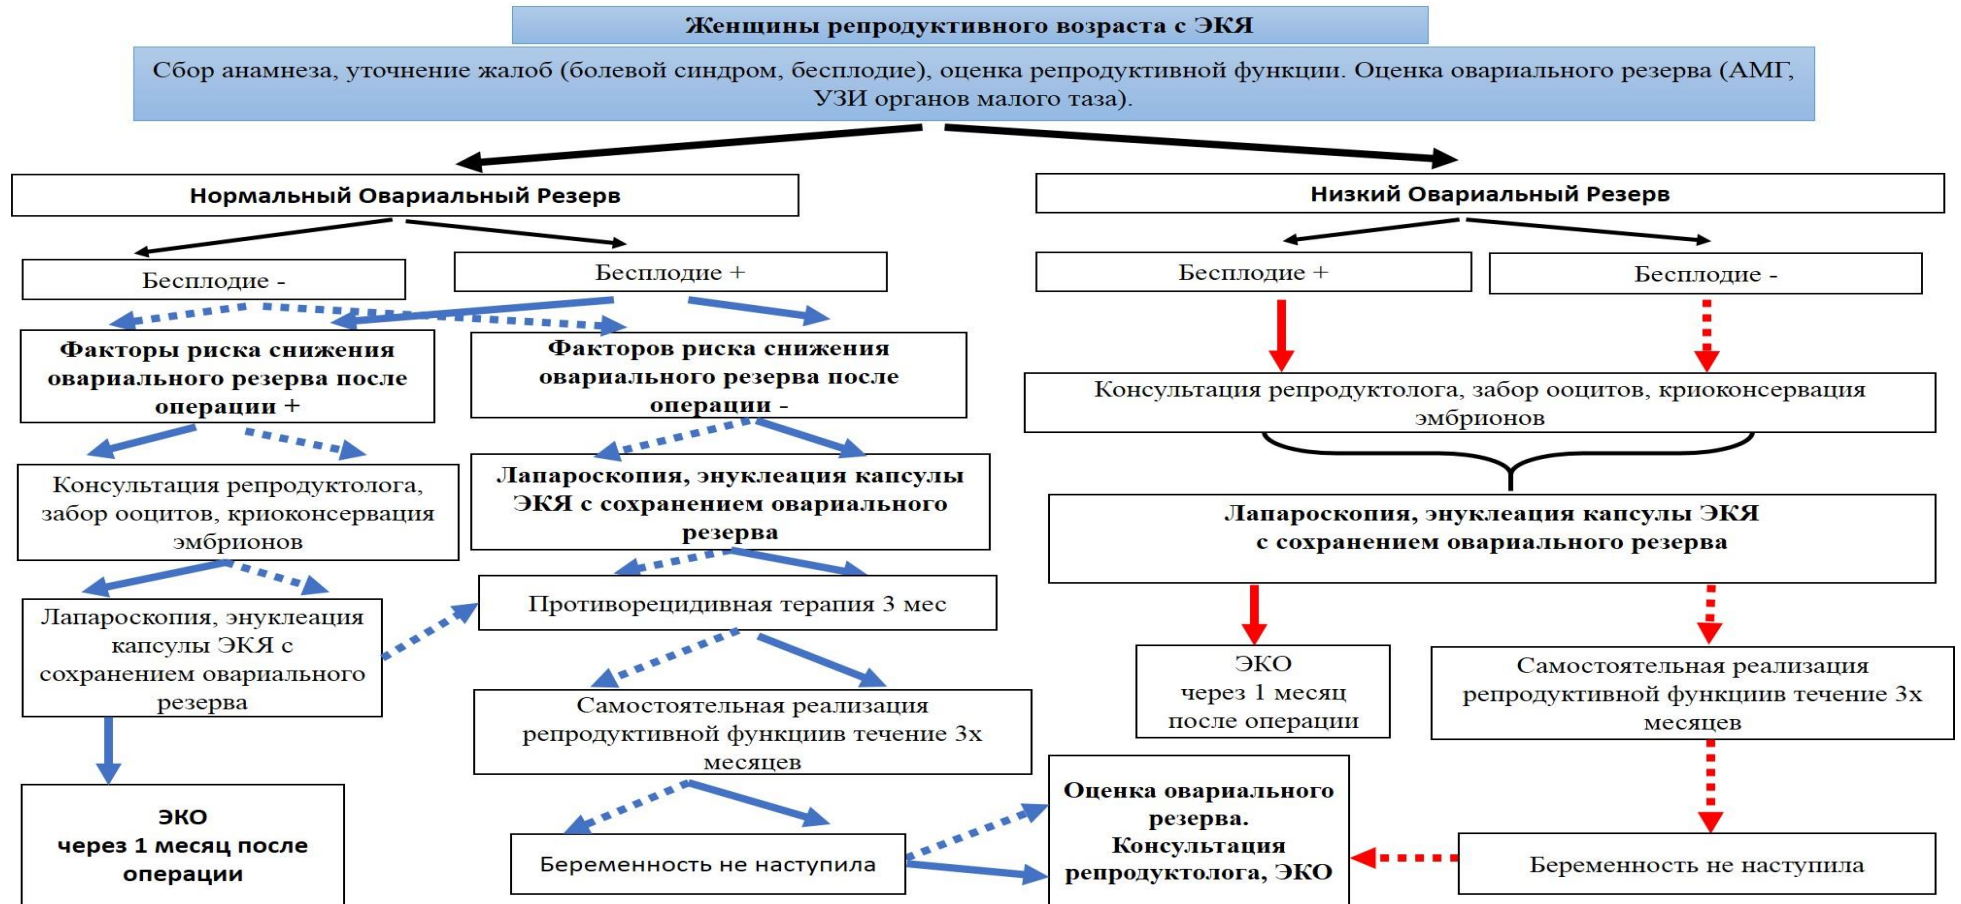 Женщины репродуктивного возраста с ЭКЯ
Сбор анамнеза, уточнение жалоб (болевой синдром, бесплодие), оценка репродуктивной функции. Оценка овариального резерва (АМГ,
УЗИ органов малого таза).
Нормальный Овариальный Резерв
Низкий Овариальный Резерв
Бесплодие -
Бесплодие +
Бесплодие +
Бесплодие -
Факторы риска снижения
овариального резерва после
операции +
Факторов риска снижения
овариального резерва после
операции -
Консультация репродуктолога, забор ооцитов, криоконсервация
эмбрионов
Консультация репродуктолога,
забор ооцитов, криоконсервация
эмбрионов
Лапароскопия, энуклеация капсулы
ЭКЯ с сохранением овариального
резерва
Лапароскопия, энуклеация капсулы ЭКЯ
с сохранением овариального резерва
Лапароскопия, энуклеация
капсулы ЭКЯ с
сохранением овариального
резерва
Противорецидивная терапия 3 мес
ЭКО
через 1 месяц
после операции
Самостоятельная реализация
репродуктивной функциив течение 3х
месяцев
Самостоятельная реализация
репродуктивной функциив течение 3х
месяцев
ЭКО
через 1 месяц после
операции
Беременность не наступила
Оценка овариального
резерва.
Консультация
репродуктолога, ЭКО
Беременность не наступила